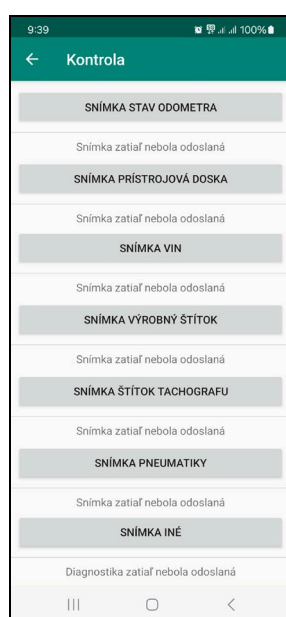 9:39
100%
Kontrola
SNÍMKA STAV ODOMETRA
Snímka zatiaľ nebola odoslaná
SNÍMKA PRÍSTROJOVÁ DOSKA
Snímka zatiaľ nebola odoslaná
SNÍMKA VIN
Snímka zatiaľ nebola odoslaná
SNÍMKA VÝROBNÝ ŠTÍTOK
Snímka zatiaľ nebola odoslaná
SNÍMKA ŠTÍTOK TACHOGRAFU
Snímka zatiaľ nebola odoslaná
SNÍMKA PNEUMATIKY
Snímka zatiaľ nebola odoslaná
SNÍMKA INÉ
Diagnostika zatiaľ nebola odoslaná